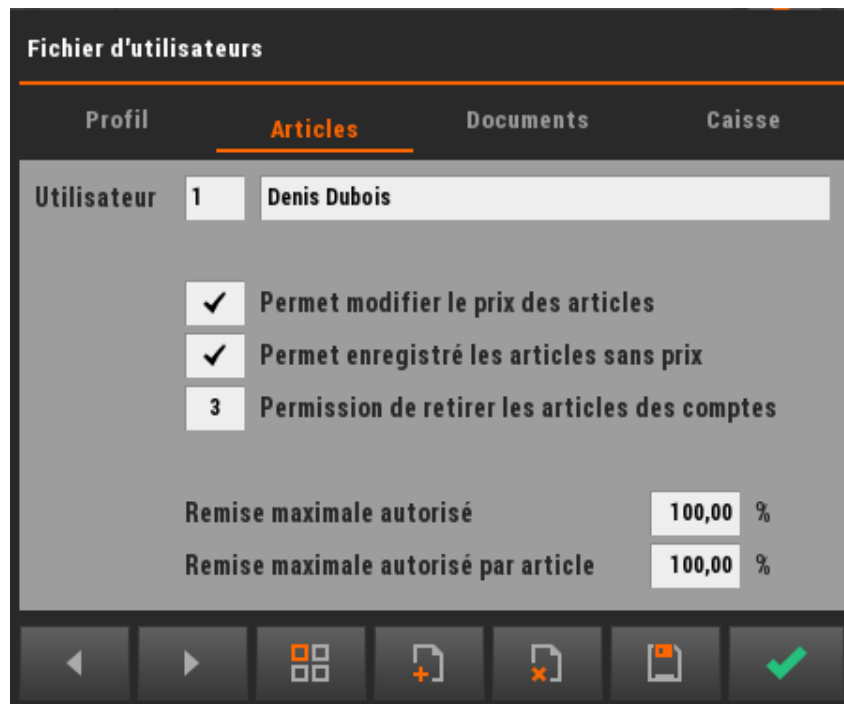 Fichier d'utilisateurs
Profil Articles Documents Caisse
Utilisateur 1 Denis Dubois
Permet modifier le prix des articles
Permet enregistré les articles sans prix
3 Permission de retirer les articles des comptes
Remise maximale autorisé 100,00 %
Remise maximale autorisé par article 100,00 %